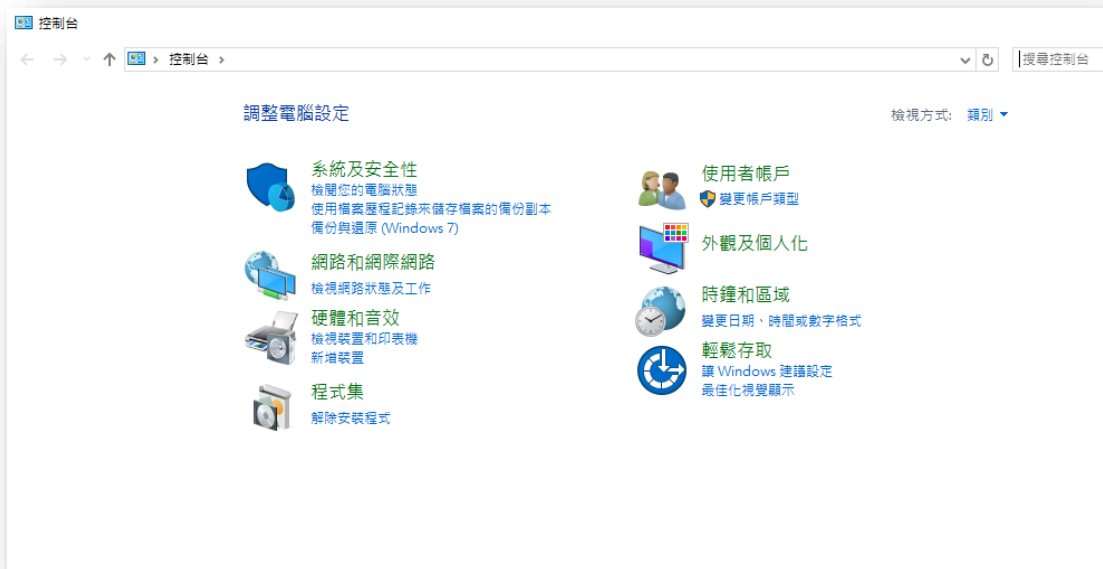 控制台
控制台
搜尋控制台
調整電腦設定
檢視方式: 類別
系統及安全性
檢閱您的電腦狀態
使用檔案歷程記錄來儲存檔案的備份副本
備份與還原 (Windows 7)
網路和網際網路
檢視網路狀態及工作
硬體和音效
檢視裝置和印表機
新增裝置
程式集
解除安裝程式
使用者帳戶
變更帳戶類型
外觀及個人化
時鐘和區域
變更日期、時間或數字格式
輕鬆存取
讓 Windows 建議設定
最佳化視覺顯示